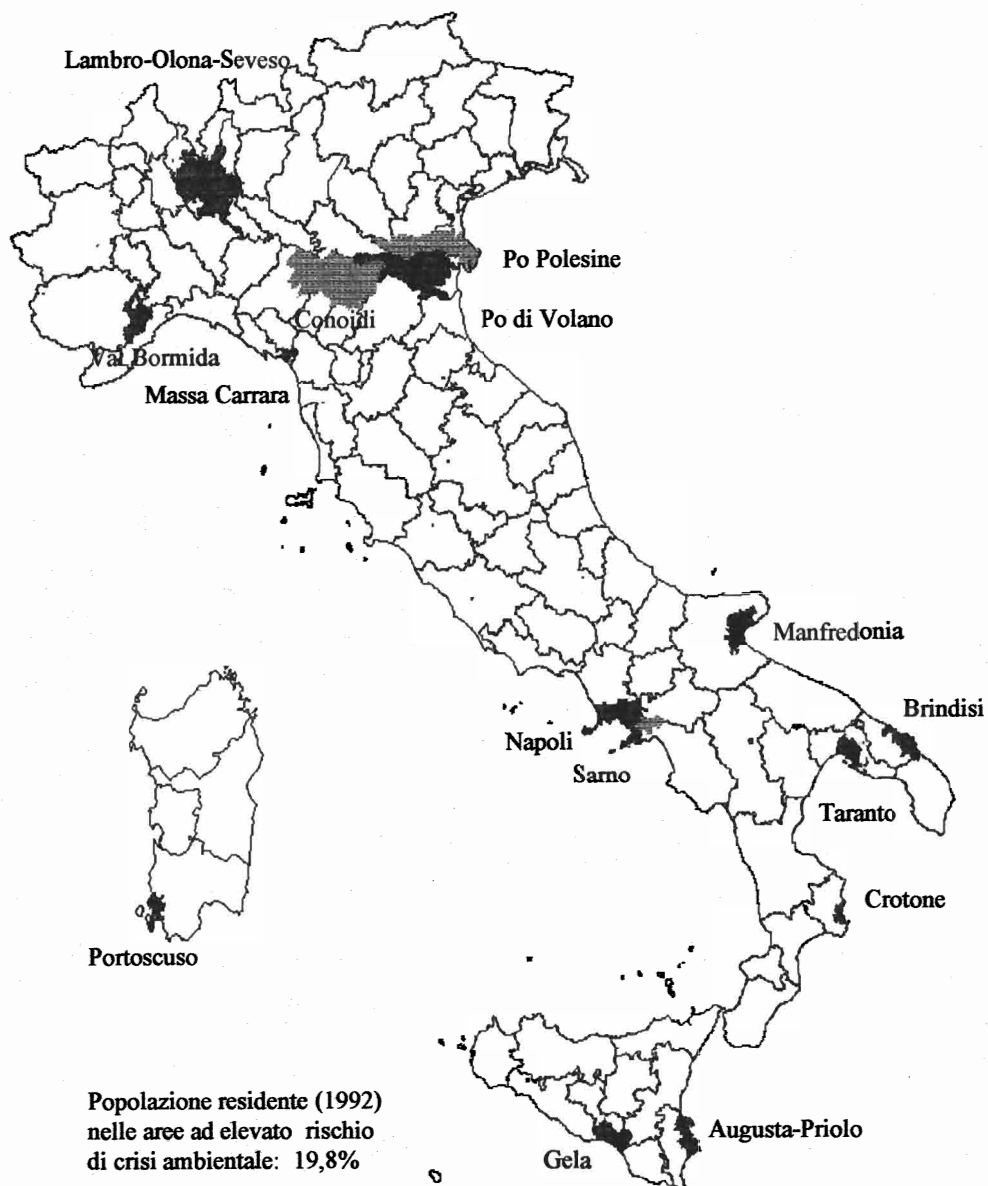 Lambro-Olona-Seveso
Po Polesine
Conoidi
Po di Volano
Val Bormida
Massa Carrara
Manfredonia
Brindisi
Napoli
Sarno
Taranto
Crotone
Portoscuso
Popolazione residente (1992)
nelle aree ad elevato rischio
di crisi ambientale: 19,8%
Augusta-Priolo
Gela